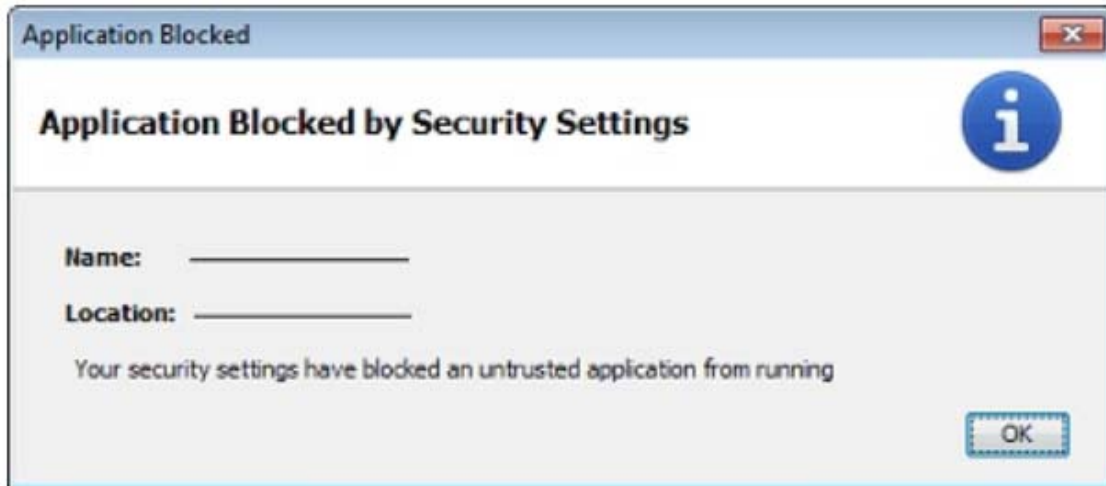 Application Blocked
Application Blocked by Security Settings
Name:
Location:
Your security settings have blocked an untrusted application from running
OK